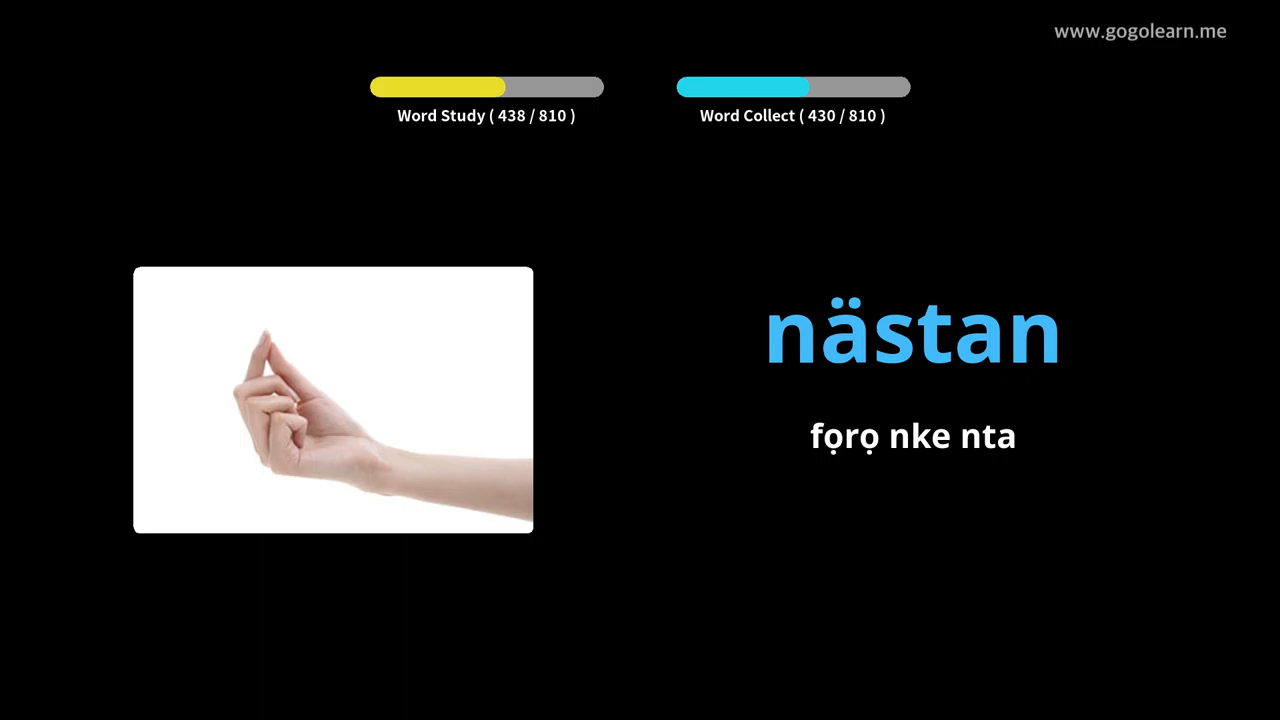 www.gogolearn.me
Word Study ( 438 / 810 )
Word Collect ( 430 / 810 )
nästan
fọrọ nke nta